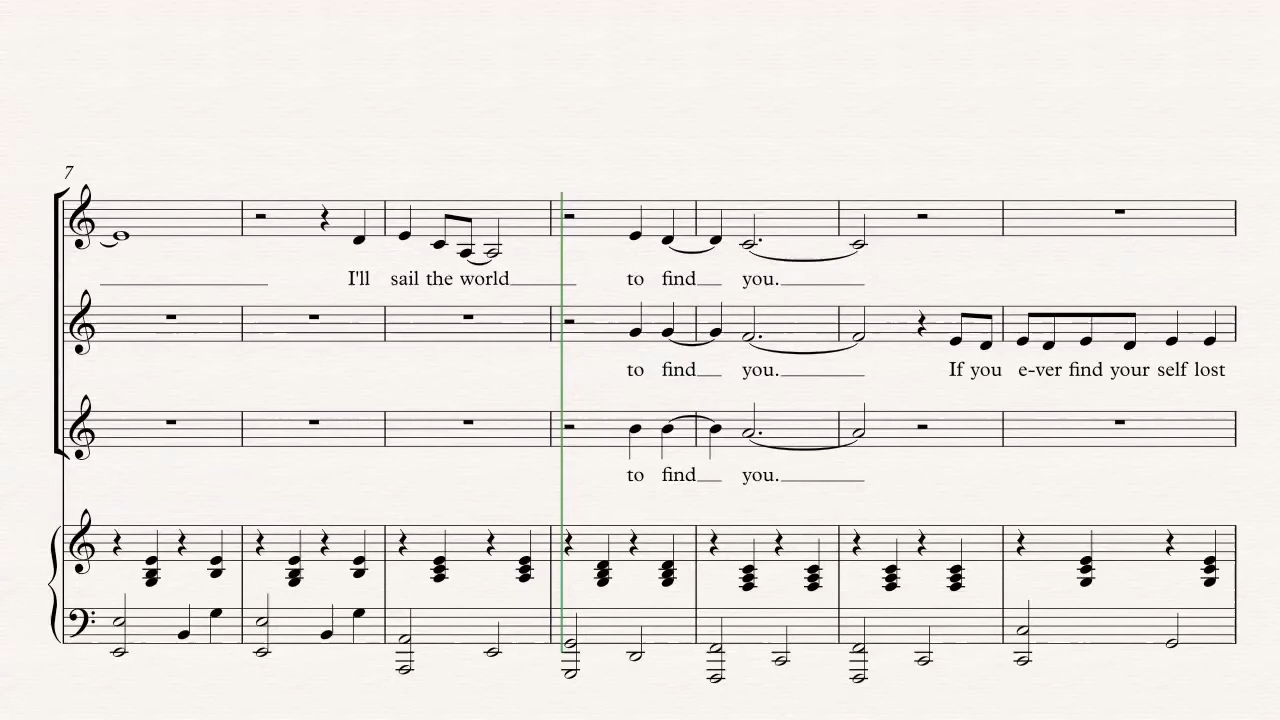 7
I'll sail the world to find you.
to find you. If you e-ver find your self lost
to find you.